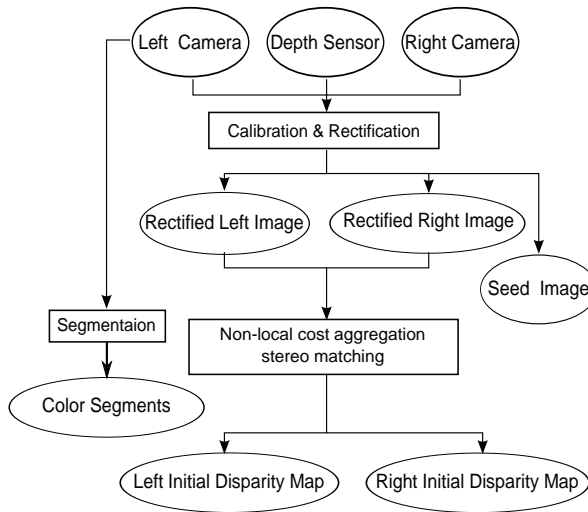 Left Camera
Depth Sensor
Right Camera
Calibration & Rectification
Rectified Left Image
Rectified Right Image
Seed Image
Segmentaion
Non-local cost aggregation
stereo matching
Color Segments
Left Initial Disparity Map
Right Initial Disparity Map